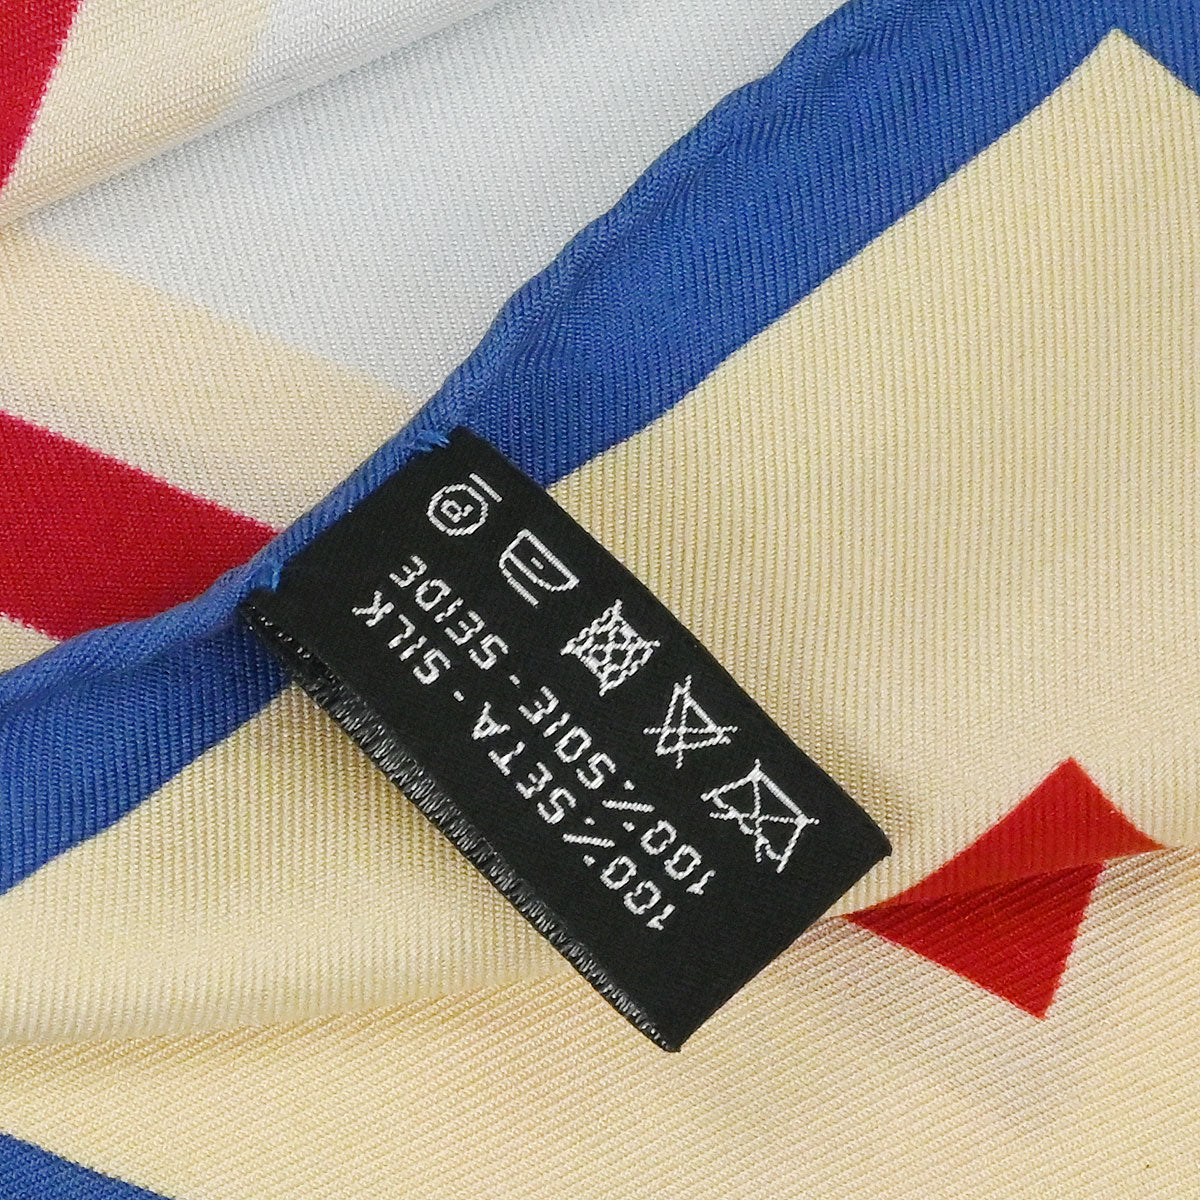 100% SETA - SILK
100% SOIE - SEIDE
P